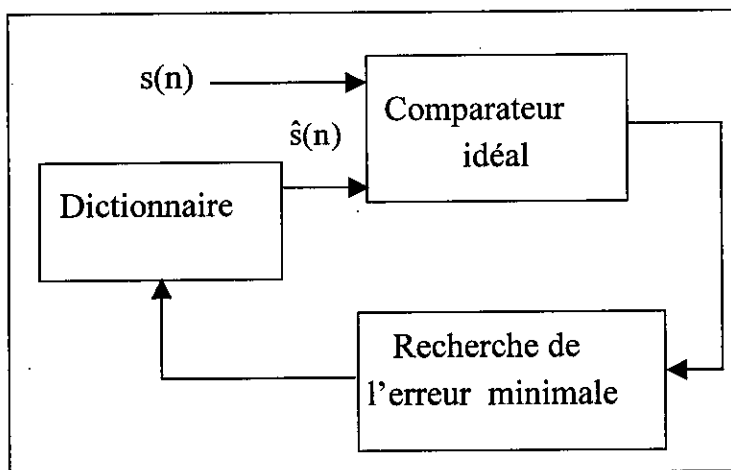 s(n)
Comparateur
idéal
ŝ(n)
Dictionnaire
Recherche de
l'erreur minimale